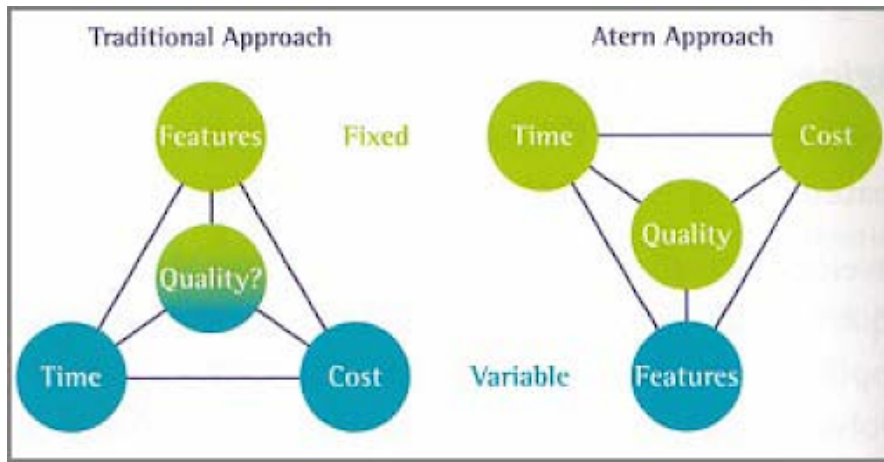 Traditional Approach
Atern Approach
Features
Fixed
Time
Cost
Quality
Quality?
Time
Cost
Variable
Features